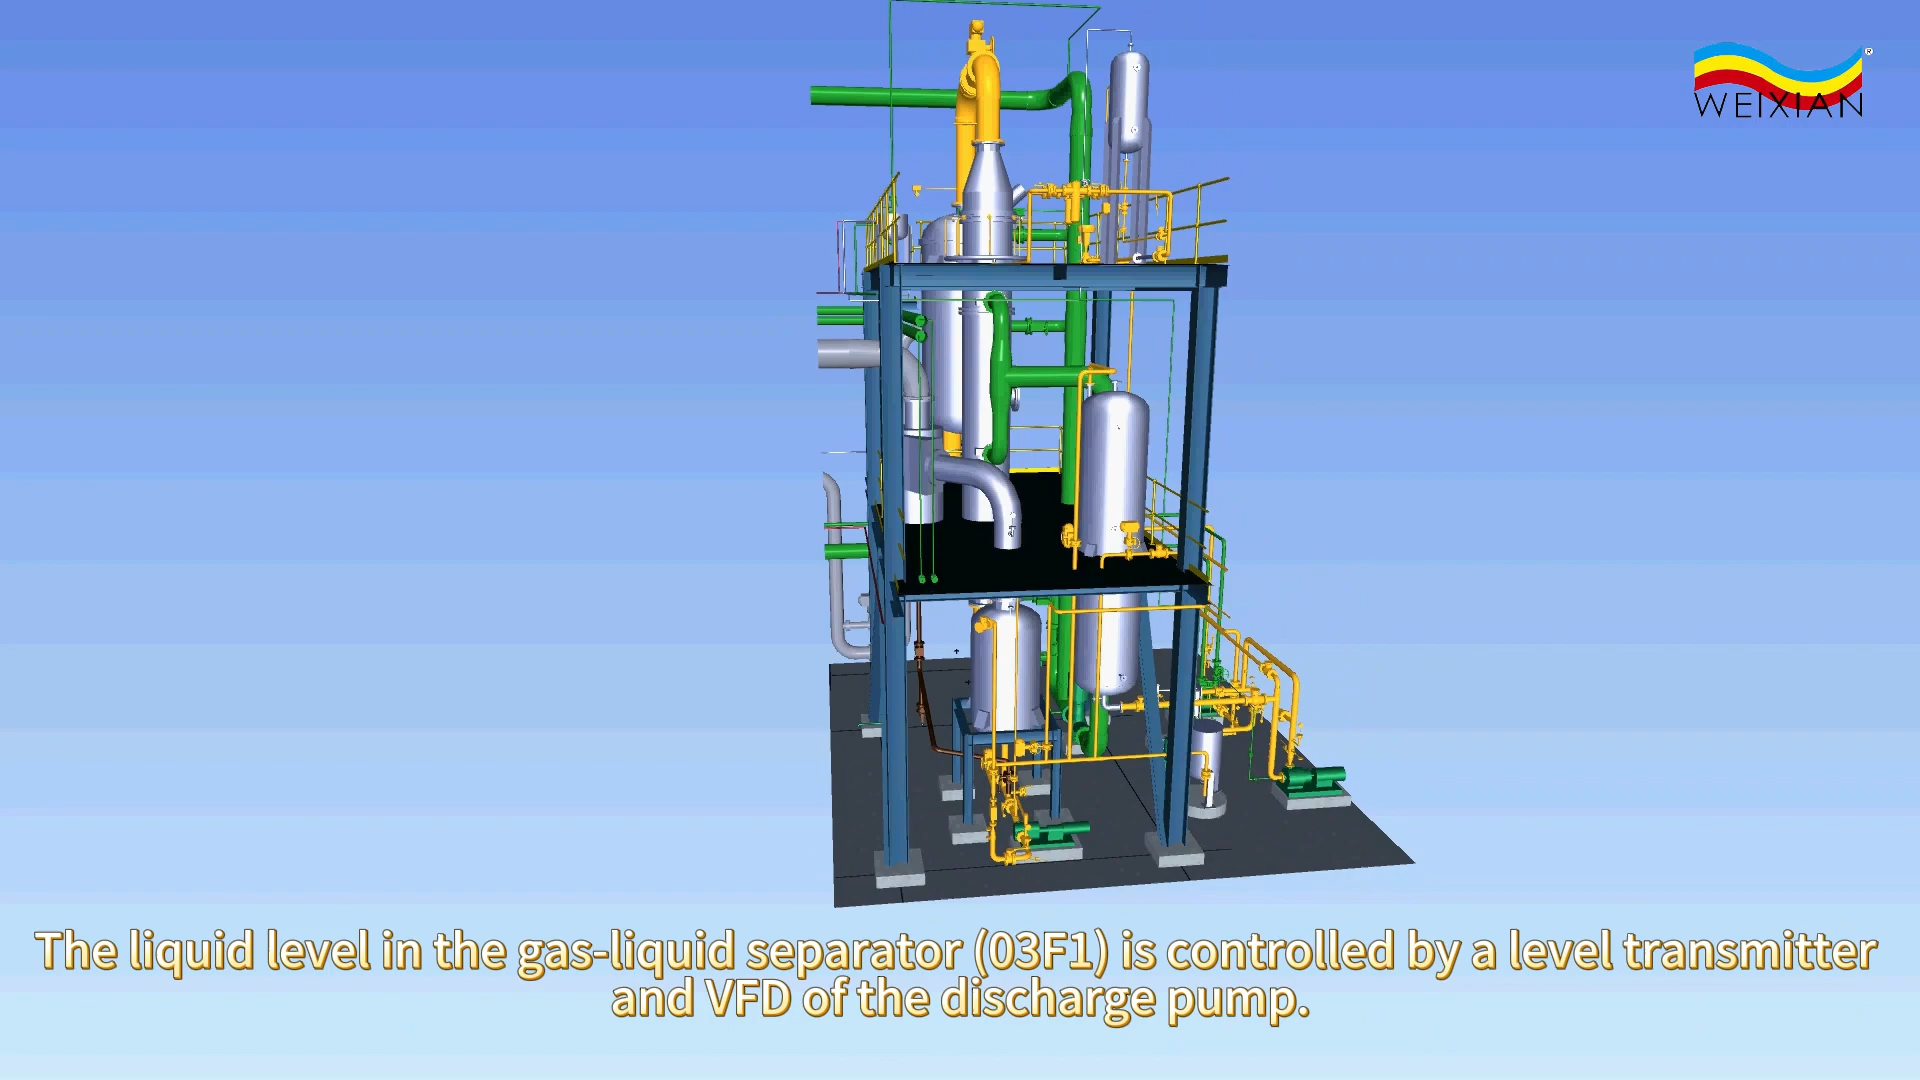 WEIXIAN
®
The liquid level in the gas-liquid separator (03F1) is controlled by a level transmitter
and VFD of the discharge pump.